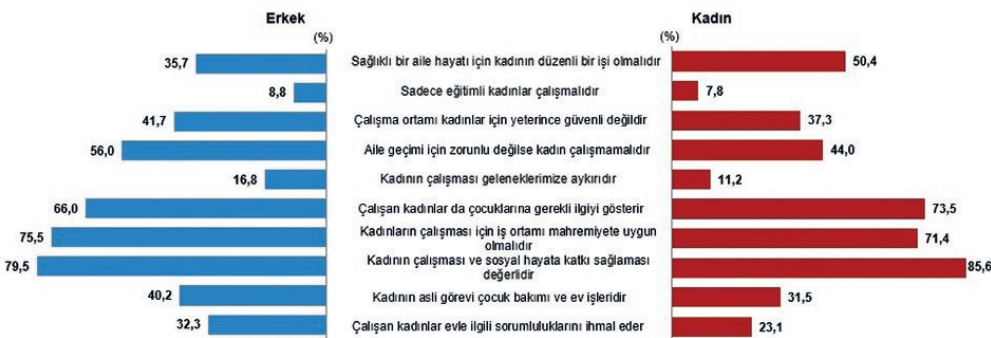 Erkek Kadın
(%) (%)
35,7 Sağlıklı bir aile hayatı için kadının düzenli bir işi olmalıdır 50,4
8,8 Sadece eğitimli kadınlar çalışmalıdır 7,8
41,7 Çalışma ortamı kadınlar için yeterince güvenli değildir 37,3
56,0 Aile geçimi için zorunlu değilse kadın çalışmamalıdır 44,0
16,8 Kadının çalışması geleneklerimize aykırıdır 11,2
66,0 Çalışan kadınlar da çocuklarına gerekli ilgiyi gösterir 73,5
75,5 Kadınların çalışması için iş ortamı mahremiyete uygun 71,4
olmalıdır
79,5 Kadının çalışması ve sosyal hayata katkı sağlaması 85,6
değerlidir
40,2 Kadının asli görevi çocuk bakımı ve ev işleridir 31,5
32,3 Çalışan kadınlar evle ilgili sorumluluklarını ihmal eder 23,1